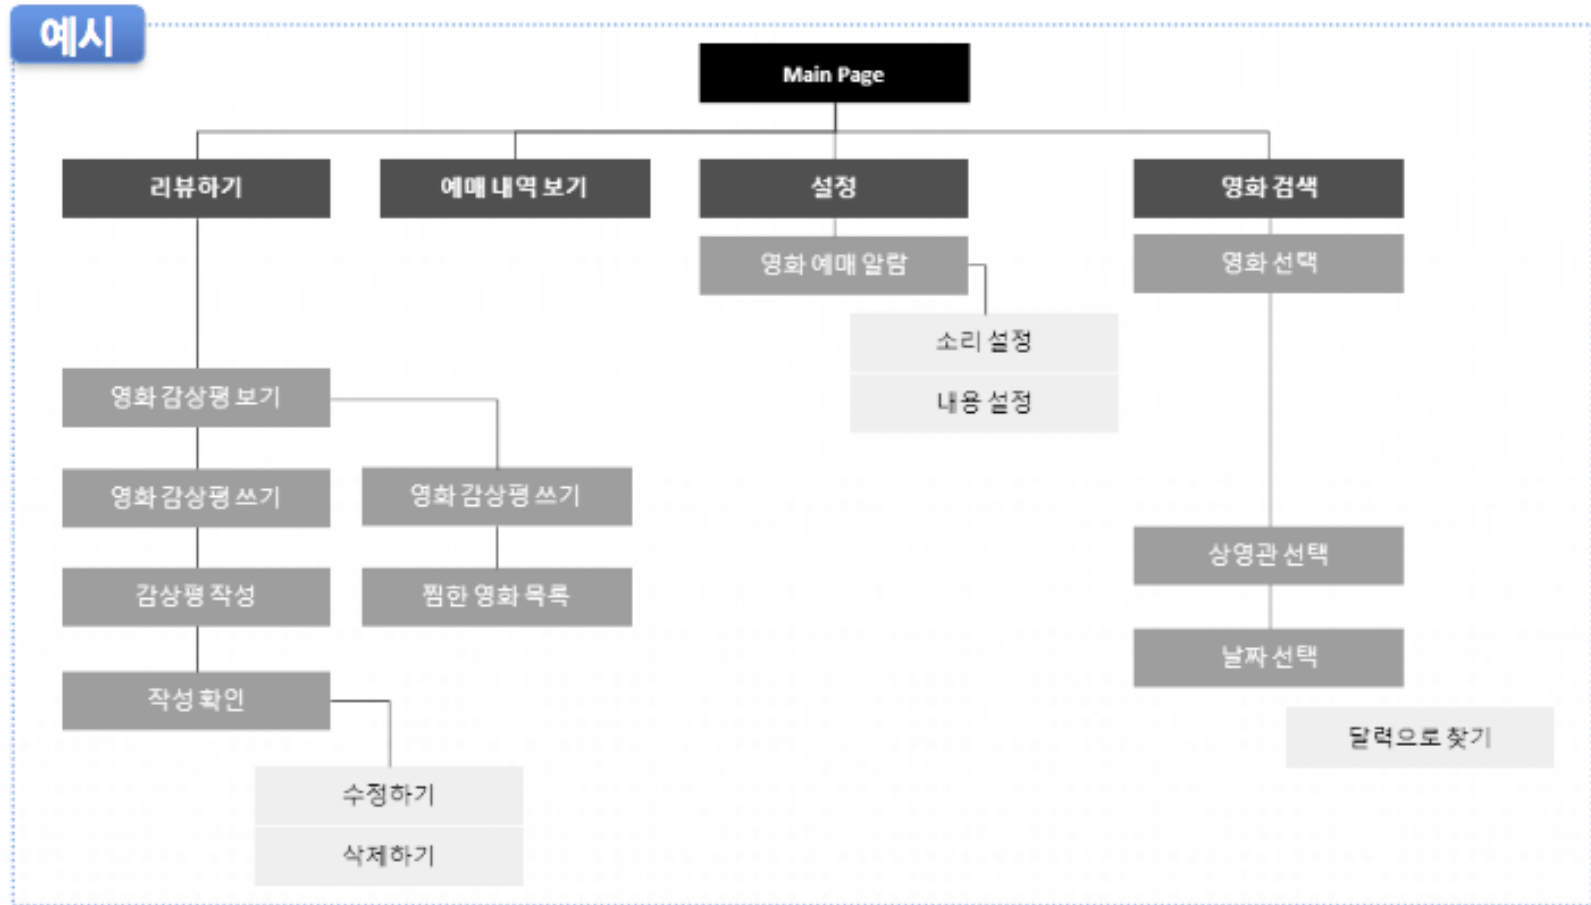 예시
Main Page
리뷰하기
예매 내역 보기
설정
영화 검색
영화 예매 알람
영화 선택
소리 설정
내용 설정
영화 감상평 보기
영화 감상평 쓰기
영화 감상평 쓰기
상영관 선택
감상평 작성
찜한 영화 목록
날짜 선택
작성 확인
달력으로 찾기
수정하기
삭제하기